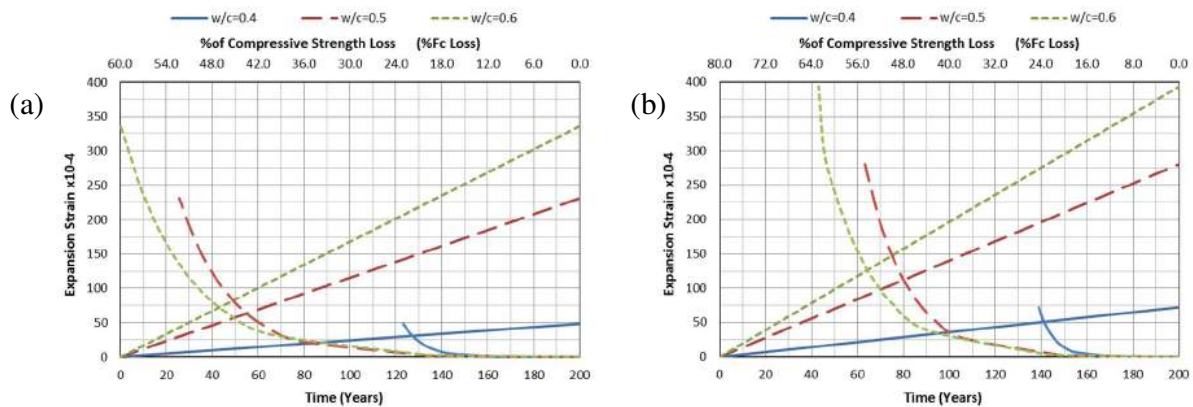 w/c=0.4 w/c=0.5 w/c=0.6
%of Compressive Strength Loss (%Fc Loss)
60.0 54.0 48.0 42.0 36.0 30.0 24.0 18.0 12.0 6.0 0.0
(a)
Expansion Strain x10-4
400
350
300
250
200
150
100
50
0
0 20 40 60 80 100 120 140 160 180 200
Time (Years)
w/c=0.4 w/c=0.5 w/c=0.6
%of Compressive Strength Loss (%Fc Loss)
80.0 72.0 64.0 56.0 48.0 40.0 32.0 24.0 16.0 8.0 0.0
(b)
Expansion Strain x10-4
400
350
300
250
200
150
100
50
0
0 20 40 60 80 100 120 140 160 180 200
Time (Years)